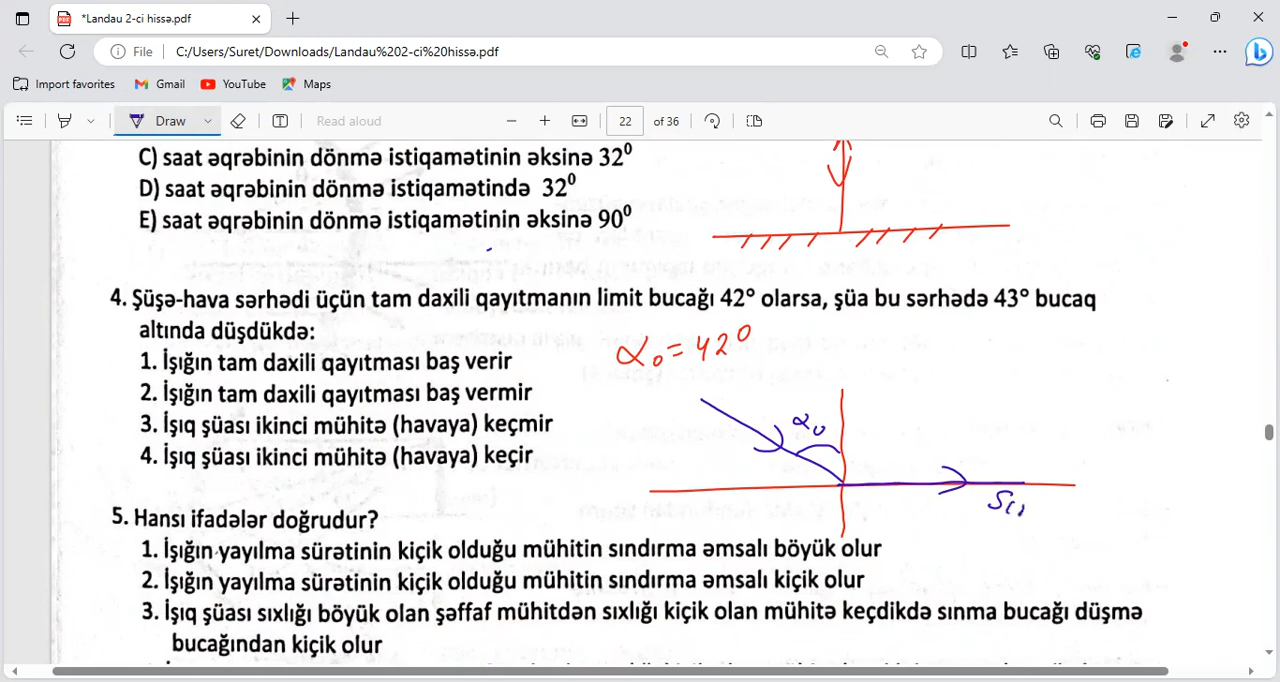 *Landau 2-ci hissə.pdf
File C:/Users/Suret/Downloads/Landau%202-ci%20hissə.pdf
Import favorites Gmail YouTube Maps
Draw Read aloud 22 of 36
C) saat əqrəbinin dönmə istiqamətinin əksinə 32⁰
D) saat əqrəbinin dönmə istiqamətində 32⁰
E) saat əqrəbinin dönmə istiqamətinin əksinə 90⁰
4. Şüşə-hava sərhədi üçün tam daxili qayıtmanın limit bucağı 42° olarsa, şüa bu sərhədə 43° bucaq
altında düşdükdə:
α₀=42⁰
1. İşığın tam daxili qayıtması baş verir
2. İşığın tam daxili qayıtması baş vermir
3. İşıq şüası ikinci mühitə (havaya) keçmir
4. İşıq şüası ikinci mühitə (havaya) keçir
α₀
5. Hansı ifadələr doğrudur?
1. İşığın yayılma sürətinin kiçik olduğu mühitin sındırma əmsalı böyük olur
2. İşığın yayılma sürətinin kiçik olduğu mühitin sındırma əmsalı kiçik olur
3. İşıq şüası sıxlığı böyük olan şəffaf mühitdən sıxlığı kiçik olan mühitə keçdikdə sınma bucağı düşmə
bucağından kiçik olur